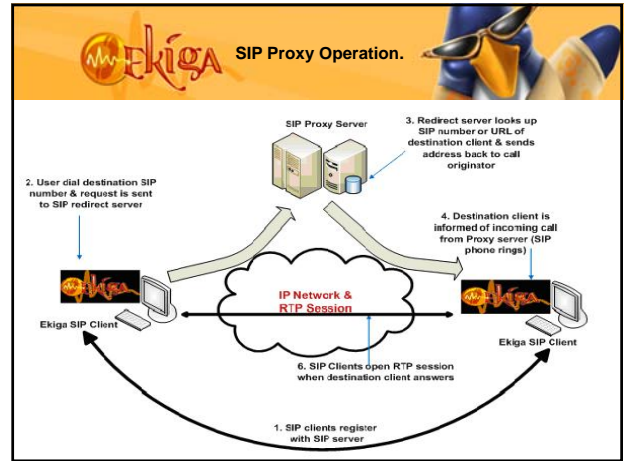 ekiga
SIP Proxy Operation.
SIP Proxy Server
3. Redirect server looks up
SIP number or URL of
destination client & sends
address back to call
originator
2. User dial destination SIP
number & request is sent
to SIP redirect server
4. Destination client is
informed of incoming call
from Proxy server (SIP
phone rings)
ekiga
IP Network &
RTP Session
ekiga
Ekiga SIP Client
Ekiga SIP Client
6. SIP Clients open RTP session
when destination client answers
1. SIP clients register
with SIP server